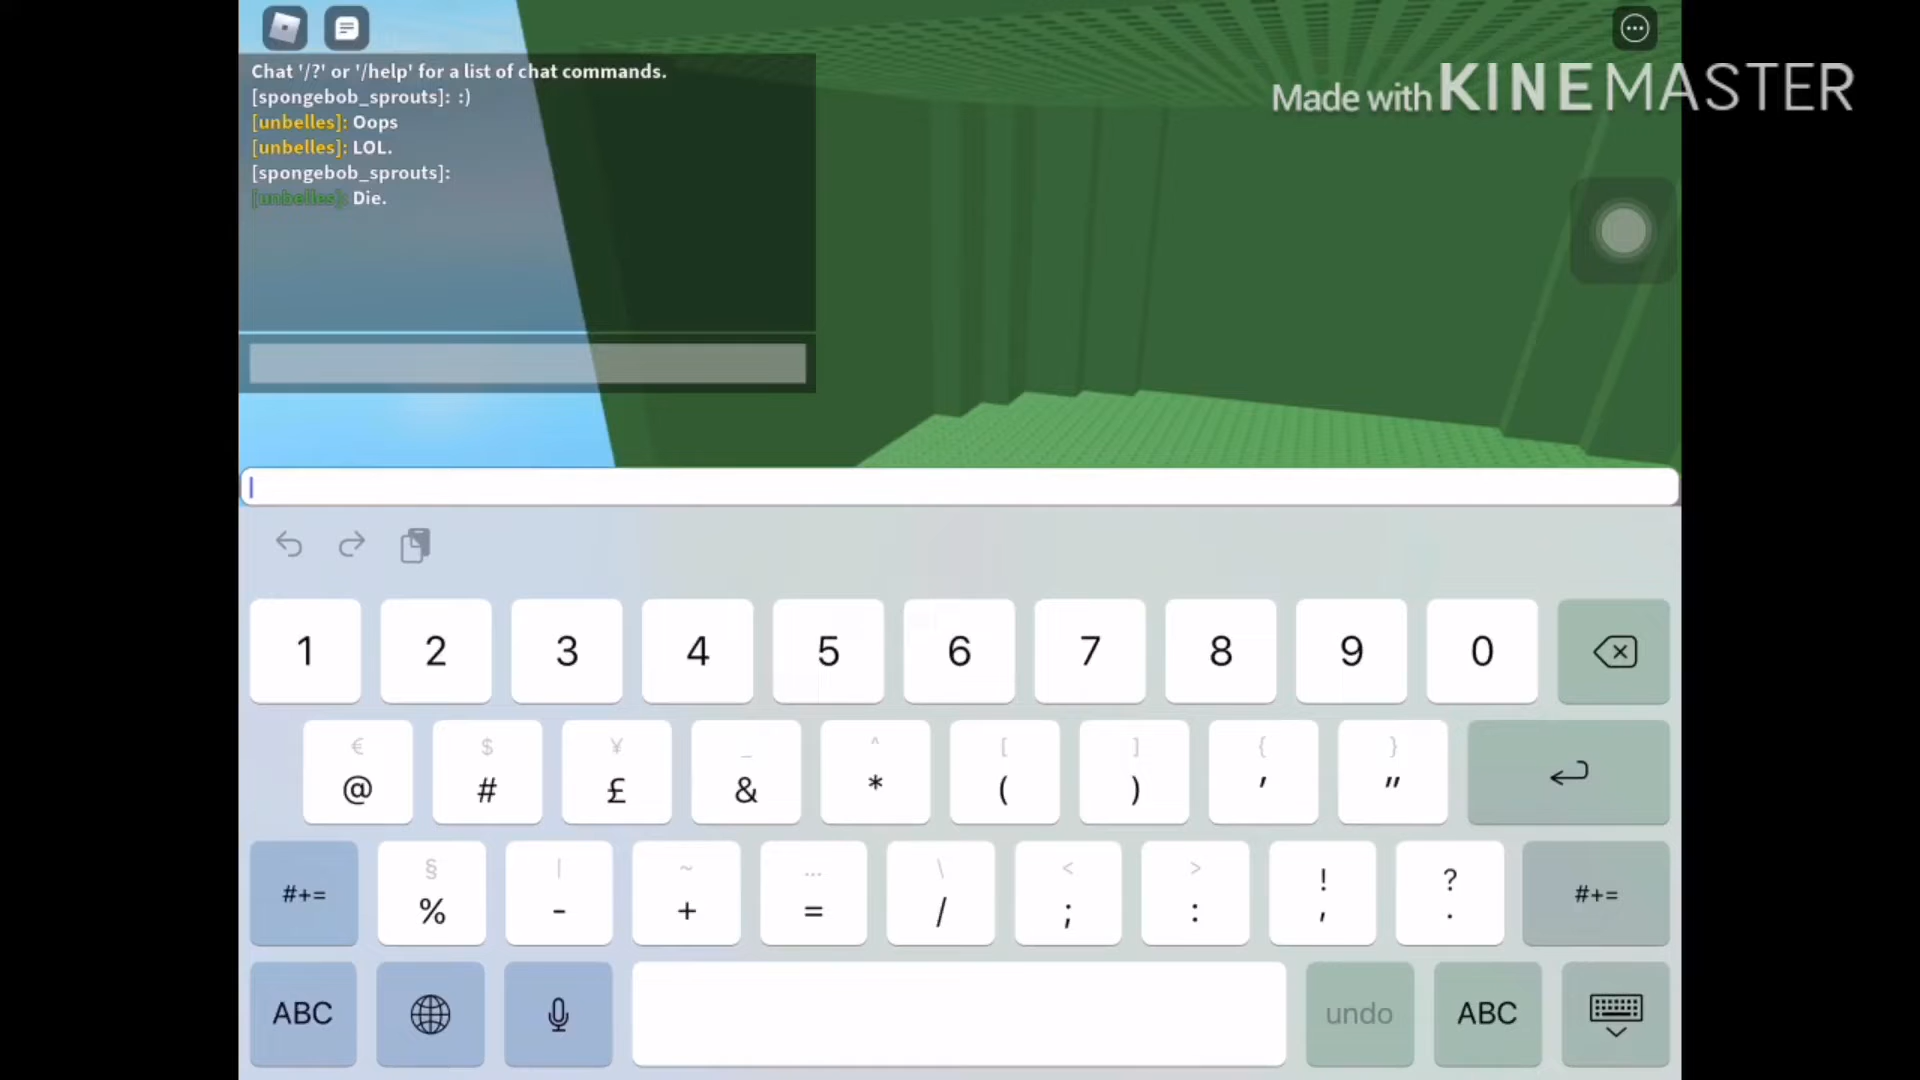 Chat '/?' or '/help' for a list of chat commands.
[spongebob_sprouts]: :)
[unbelles]: Oops
[unbelles]: LOL.
[spongebob_sprouts]:
[unbelles]: Die.
Made with KINEMASTER
1 2 3 4 5 6 7 8 9 0
€ $ ¥ _ ^ [ ] { }
@ # £ & * ( ) ' "
§ | ~ … \ < > ! ?
#+= % - + = / ; : , . #+=
ABC undo ABC